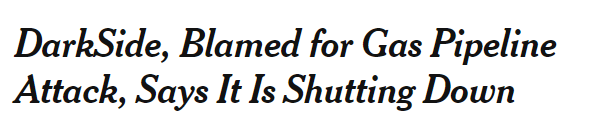 DarkSide, Blamed for Gas Pipeline
Attack, Says It Is Shutting Down